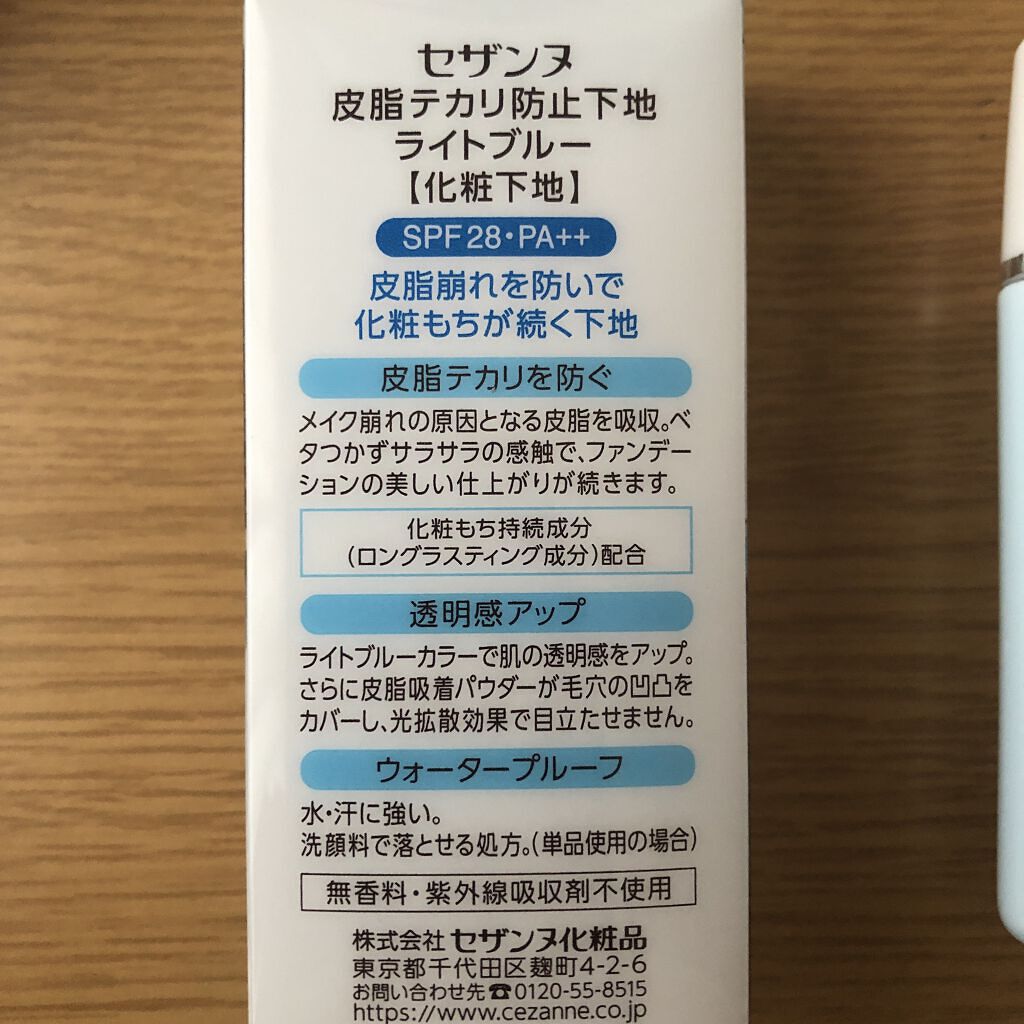 セザンヌ
皮脂テカリ防止下地
ライトブルー
【化粧下地】
SPF28・PA++
皮脂崩れを防いで
化粧もちが続く下地
皮脂テカリを防ぐ
メイク崩れの原因となる皮脂を吸収。ベ
タつかずサラサラの感触で、ファンデー
ションの美しい仕上がりが続きます。
化粧もち持続成分
(ロングラスティング成分)配合
透明感アップ
ライトブルーカラーで肌の透明感をアップ。
さらに皮脂吸着パウダーが毛穴の凹凸を
カバーし、光拡散効果で目立たせません。
ウォータープルーフ
水・汗に強い。
洗顔料で落とせる処方。(単品使用の場合)
無香料・紫外線吸収剤不使用
株式会社 セザンヌ化粧品
東京都千代田区麹町4-2-6
お問い合わせ先☎0120-55-8515
https://www.cezanne.co.jp